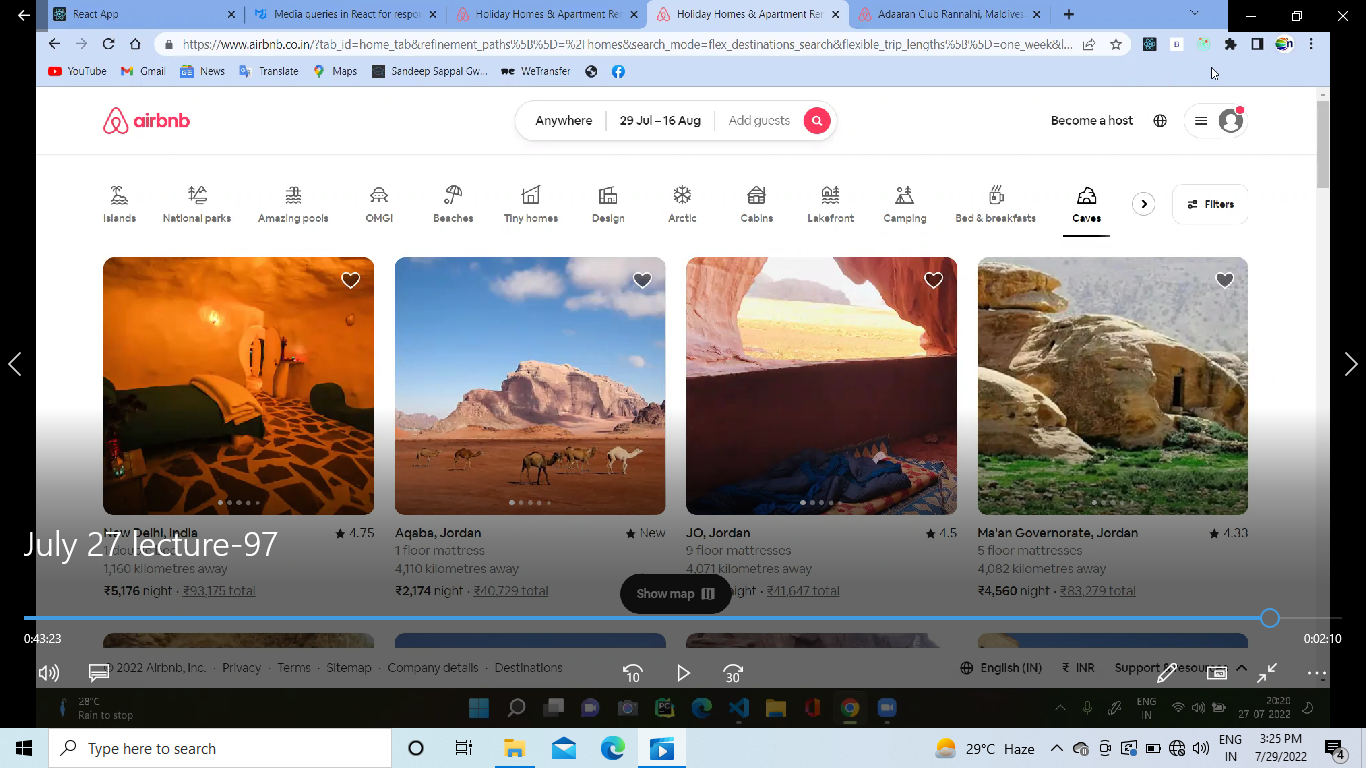 React App
Media queries in React for respo
Holiday Homes & Apartment Ren
Holiday Homes & Apartment Ren
Adaaran Club Rannalhi, Maldives
https://www.airbnb.co.in/?tab_id=home_tab&refinement_paths%5B%5D=%2Fhomes&search_mode=flex_destinations_search&flexible_trip_lengths%5B%5D=one_week&l...
YouTube Gmail News Translate Maps Sandeep Sappal Gw... we WeTransfer
airbnb
Anywhere 29 Jul – 16 Aug Add guests
Become a host
Islands National parks Amazing pools OMG! Beaches Tiny homes Design Arctic Cabins Lakefront Camping Bed & breakfasts Caves Filters
New Delhi, India ★ 4.75
1,160 kilometres away
₹5,176 night · ₹93,175 total
Aqaba, Jordan ★ New
1 floor mattress
4,110 kilometres away
₹2,174 night · ₹40,729 total
JO, Jordan ★ 4.5
9 floor mattresses
4,071 kilometres away
night · ₹41,647 total
Ma'an Governorate, Jordan ★ 4.33
5 floor mattresses
4,082 kilometres away
₹4,560 night · ₹83,279 total
July 27 lecture-97
Show map
0:43:23 0:02:10
© 2022 Airbnb, Inc. · Privacy · Terms · Sitemap · Company details · Destinations
English (IN) ₹ INR Support & resources
10 30
28°C
Rain to stop
ENG
IN
20:20
27-07-2022
Type here to search
29°C Haze
ENG
IN
3:25 PM
7/29/2022
4